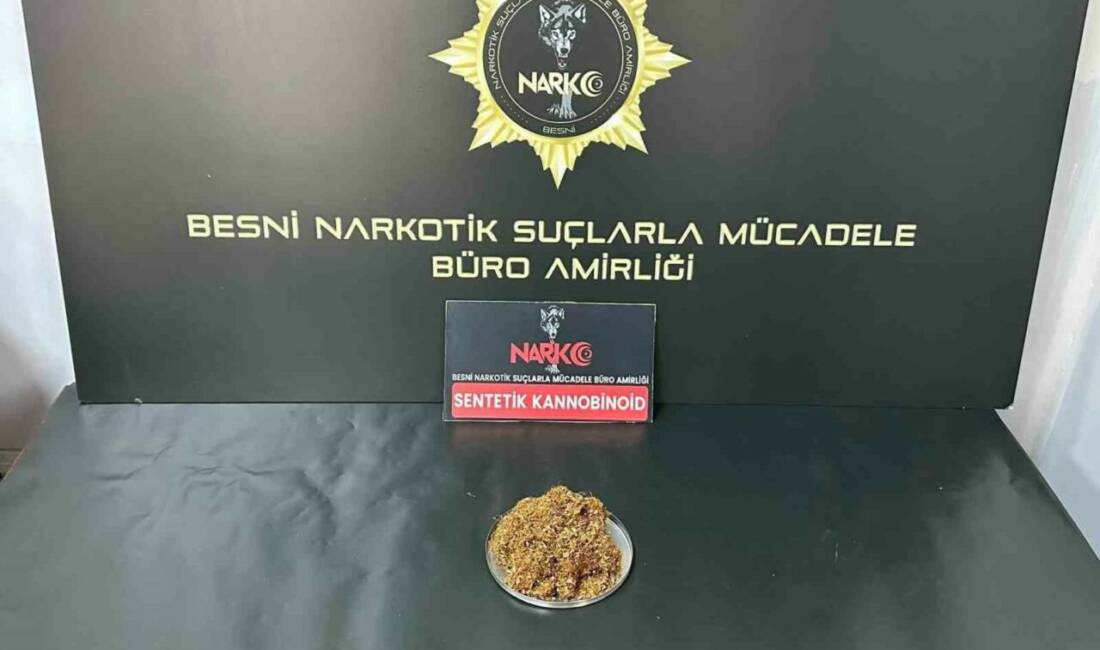 NARKOTİK SUÇLARLA MÜCADELE BÜRO AMİRLİĞİ
NARKO
BESNİ
BESNİ NARKOTİK SUÇLARLA MÜCADELE
BÜRO AMİRLİĞİ
NARKO
BESNİ NARKOTİK SUÇLARLA MÜCADELE BÜRO AMİRLİĞİ
SENTETİK KANNOBİNOİD